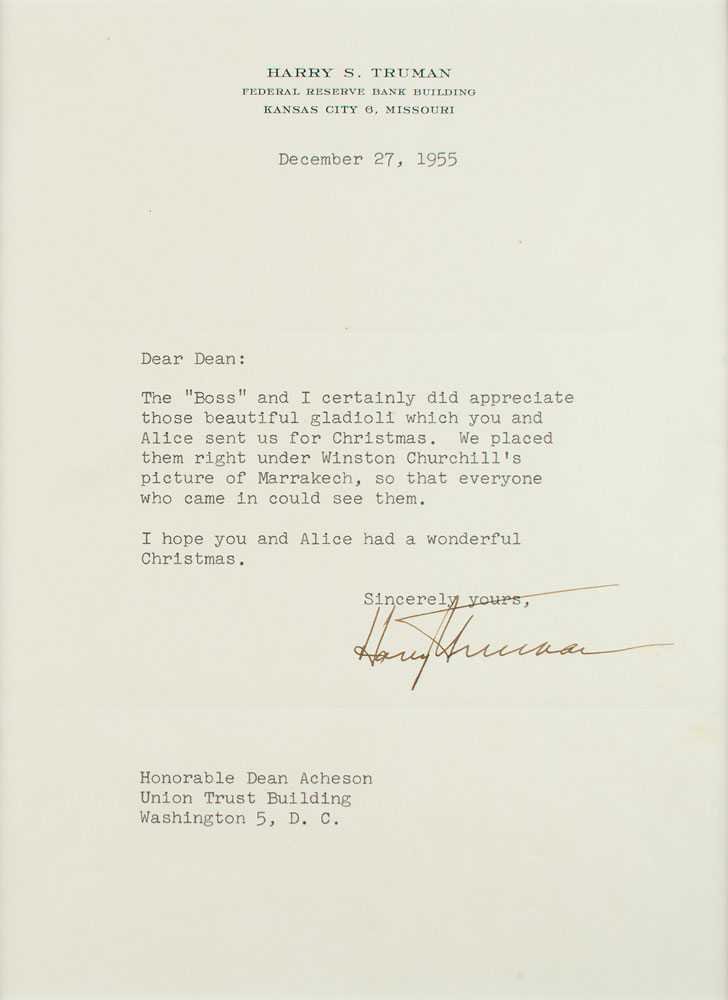 HARRY S. TRUMAN
FEDERAL RESERVE BANK BUILDING
KANSAS CITY 6, MISSOURI
December 27, 1955
Dear Dean:
The "Boss" and I certainly did appreciate
those beautiful gladioli which you and
Alice sent us for Christmas.  We placed
them right under Winston Churchill's
picture of Marrakech, so that everyone
who came in could see them.
I hope you and Alice had a wonderful
Christmas.
Sincerely yours,
Harry Truman
Honorable Dean Acheson
Union Trust Building
Washington 5, D. C.